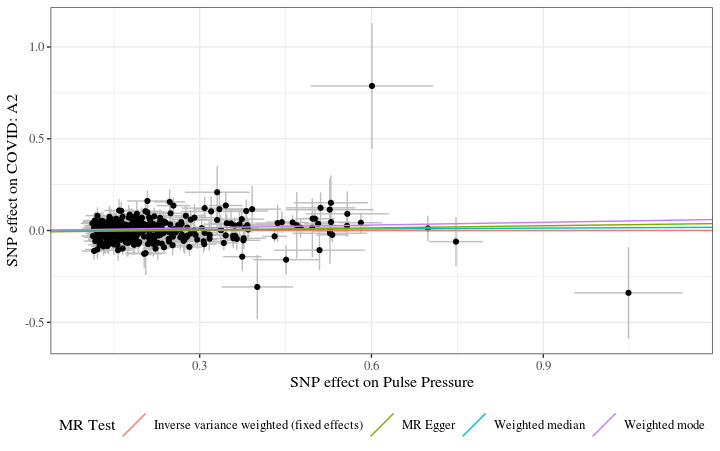 1.0
0.5
0.0
-0.5
SNP effect on COVID: A2
0.3
0.6
0.9
SNP effect on Pulse Pressure
MR Test
Inverse variance weighted (fixed effects)
MR Egger
Weighted median
Weighted mode